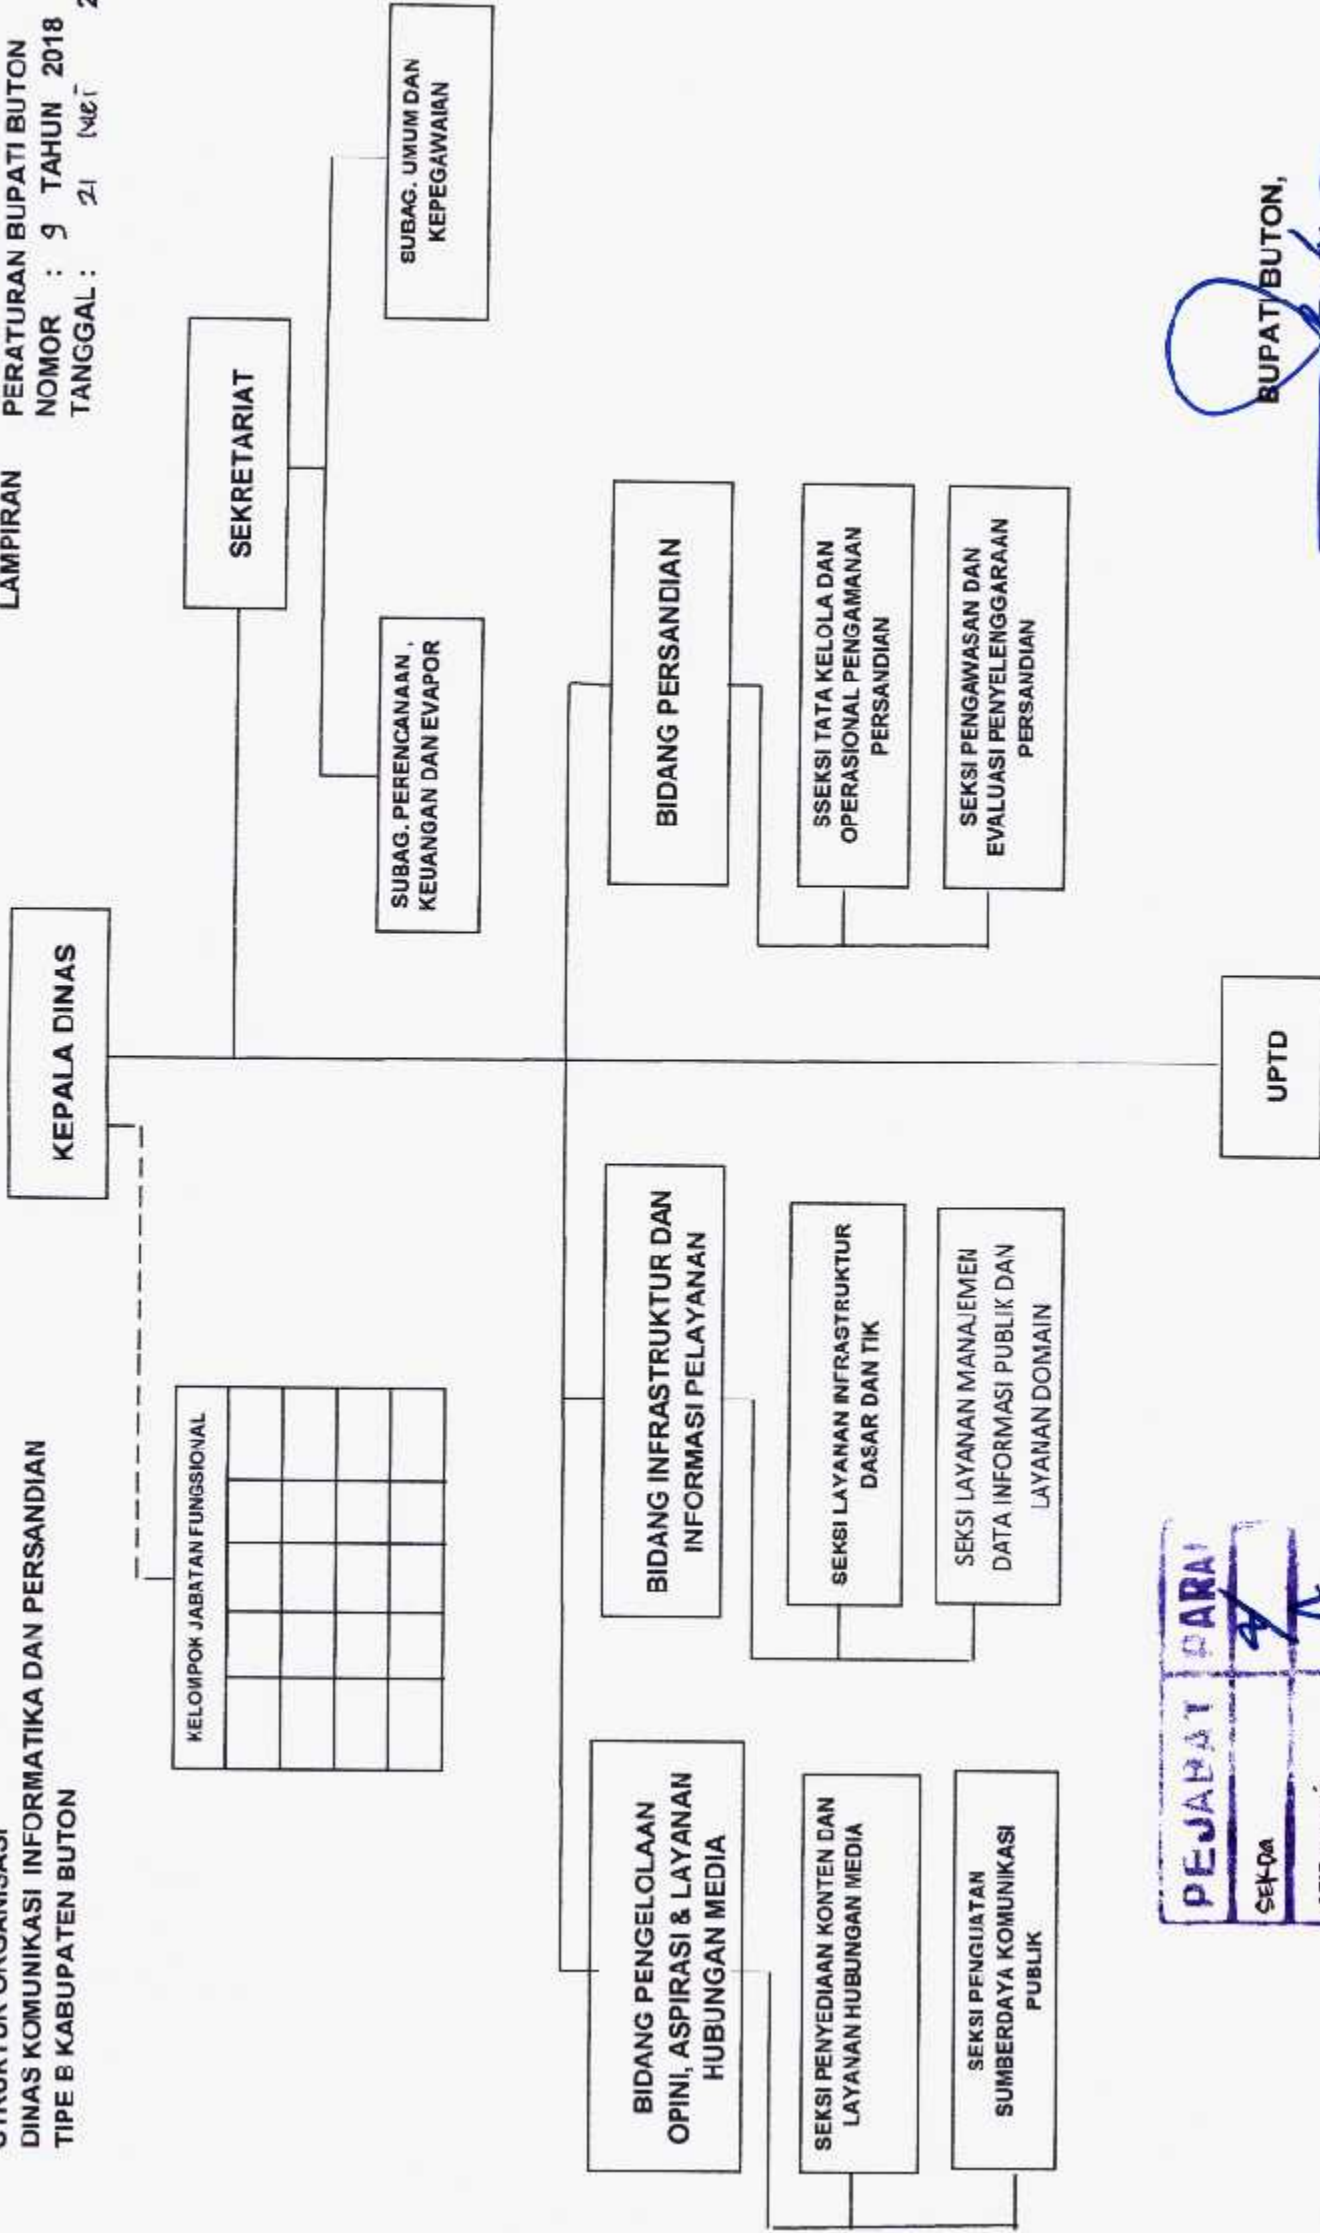 DINAS KOMUNIKASI INFORMATIKA DAN PERSANDIAN
TIPE B KABUPATEN BUTON
LAMPIRAN
PERATURAN BUPATI BUTON
NOMOR : 9 TAHUN 2018
TANGGAL : 21 Mei
KEPALA DINAS
KELOMPOK JABATAN FUNGSIONAL
SEKRETARIAT
SUBAG. PERENCANAAN ,
KEUANGAN DAN EVAPOR
SUBAG. UMUM DAN
KEPEGAWAIAN
BIDANG PENGELOLAAN
OPINI, ASPIRASI & LAYANAN
HUBUNGAN MEDIA
SEKSI PENYEDIAAN KONTEN DAN
LAYANAN HUBUNGAN MEDIA
SEKSI PENGUATAN
SUMBERDAYA KOMUNIKASI
PUBLIK
BIDANG INFRASTRUKTUR DAN
INFORMASI PELAYANAN
SEKSI LAYANAN INFRASTRUKTUR
DASAR DAN TIK
SEKSI LAYANAN MANAJEMEN
DATA INFORMASI PUBLIK DAN
LAYANAN DOMAIN
BIDANG PERSANDIAN
SSEKSI TATA KELOLA DAN
OPERASIONAL PENGAMANAN
PERSANDIAN
SEKSI PENGAWASAN DAN
EVALUASI PENYELENGGARAAN
PERSANDIAN
UPTD
PEJABAT PARAF
SEKDA
BUPATI BUTON,